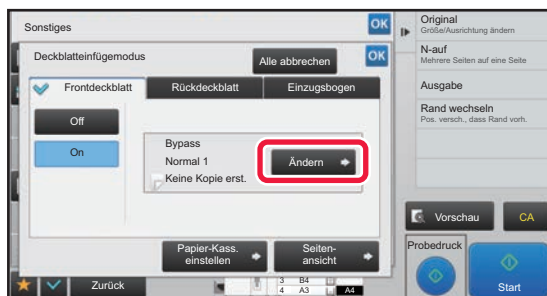 Sonstiges
OK
Deckblatteinfügemodus
Alle abbrechen
OK
Frontdeckblatt
Rückdeckblatt
Einzugsbogen
Off
On
Bypass
Normal 1
Keine Kopie erst.
Ändern
Papier-Kass.
einstellen
Seiten-
ansicht
Zurück
3 B4
4 A3
A4
Original
Größe/Ausrichtung ändern
N-auf
Mehrere Seiten auf eine Seite
Ausgabe
Rand wechseln
Pos. versch., dass Rand vorh.
Vorschau
CA
Probedruck
Start